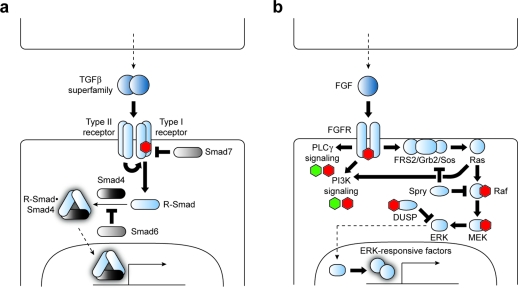 a
TGFβ
superfamily
Type II
receptor
Type I
receptor
Smad7
Smad4
R-Smad•
Smad4
R-Smad
Smad6
b
FGF
FGFR
PLCγ
signaling
FRS2/Grb2/Sos
Ras
PI3K
signaling
Spry
Raf
DUSP
ERK
MEK
ERK-responsive factors